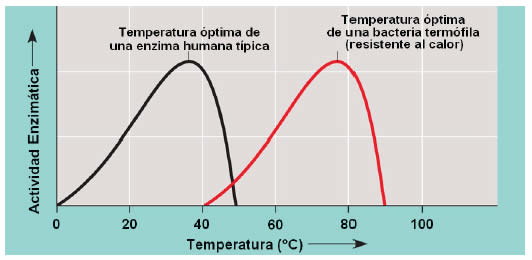 Temperatura óptima de
una enzima humana típica
Temperatura óptima
de una bacteria termófila
(resistente al calor)
Actividad Enzimática
0
20
40
60
80
100
Temperatura (ºC)